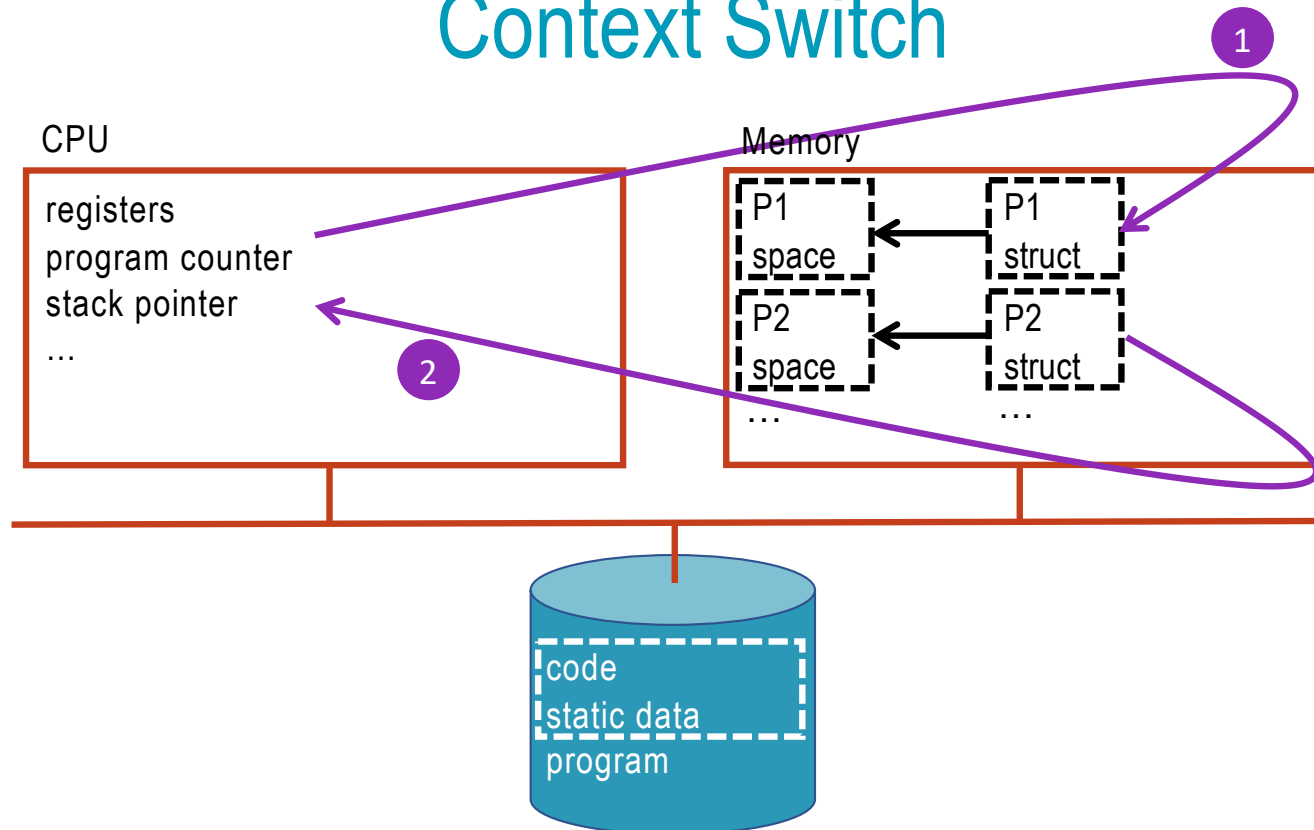 Context Switch
1
CPU
Memory
registers
program counter
stack pointer
…
2
P1
space
P1
struct
P2
space
P2
struct
…
…
code
static data
program